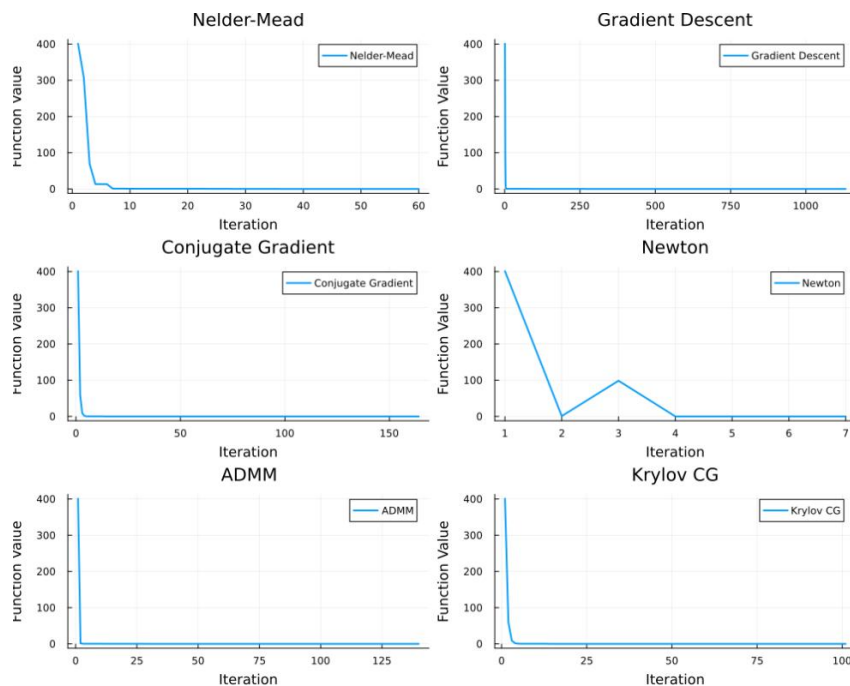 Nelder-Mead
400
300
200
100
0
Function Value
Nelder-Mead
0 10 20 30 40 50 60
Iteration
Gradient Descent
400
300
200
100
0
Function Value
Gradient Descent
0 250 500 750 1000
Iteration
Conjugate Gradient
400
300
200
100
0
Function Value
Conjugate Gradient
0 50 100 150
Iteration
Newton
400
300
200
100
0
Function Value
Newton
1 2 3 4 5 6 7
Iteration
ADMM
400
300
200
100
0
Function Value
ADMM
0 25 50 75 100 125
Iteration
Krylov CG
400
300
200
100
0
Function Value
Krylov CG
0 25 50 75 100
Iteration